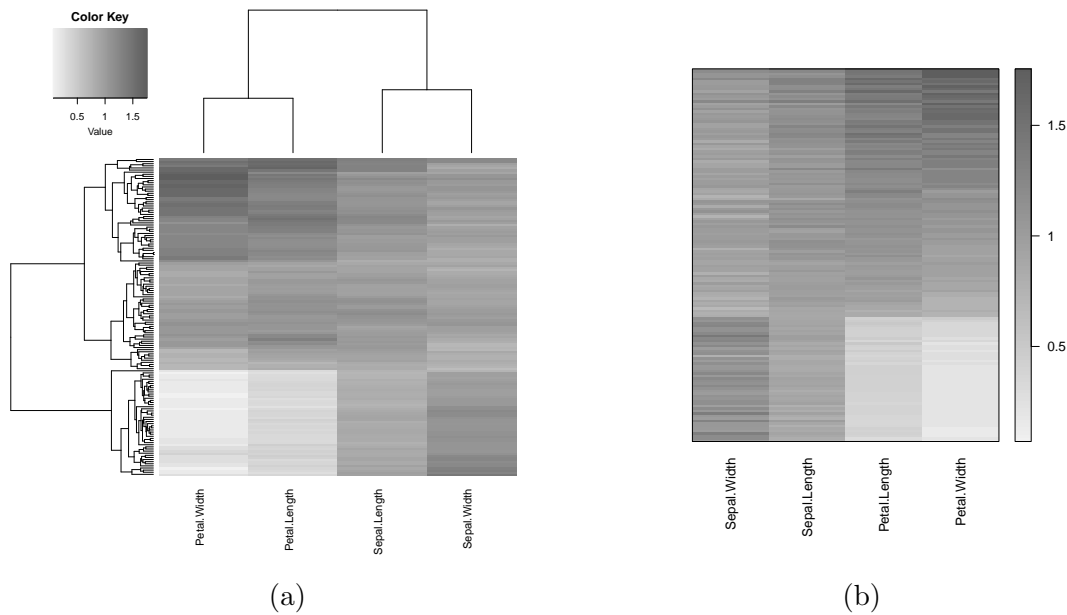 Color Key
0.5 1 1.5
Value
Petal.Width
Petal.Length
Sepal.Length
Sepal.Width
(a)
1.5
1
0.5
Sepal.Width
Sepal.Length
Petal.Length
Petal.Width
(b)